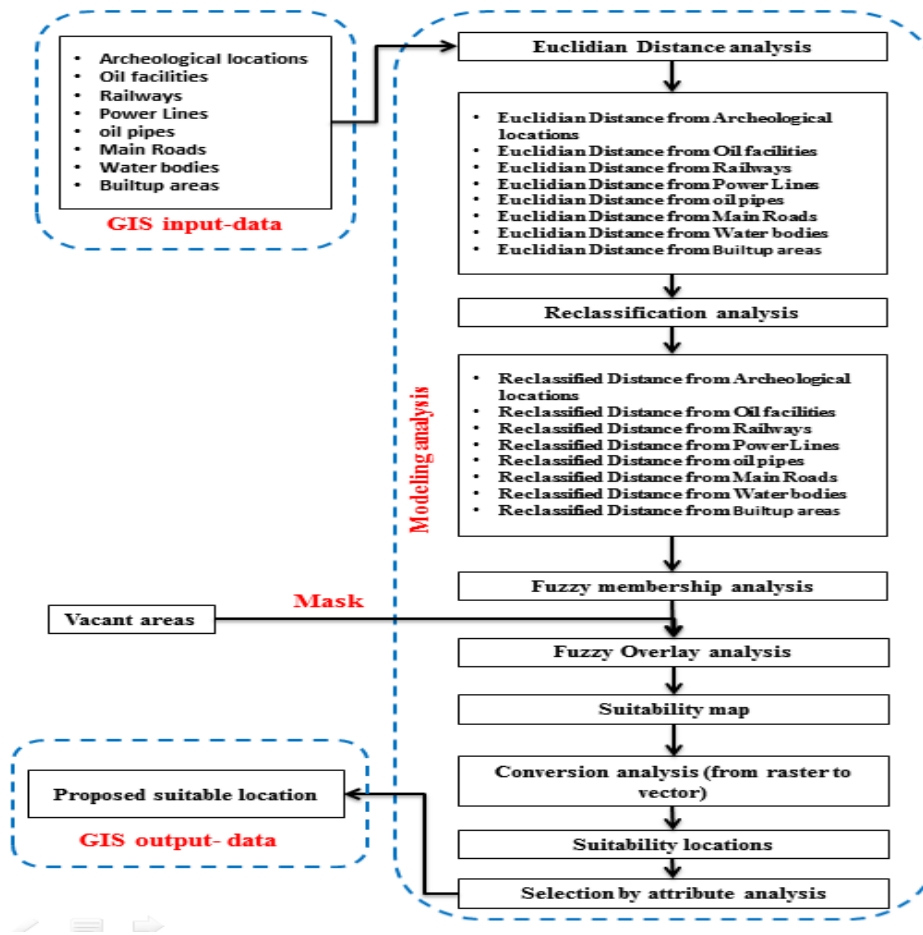 Archeological locations
Oil facilities
Railways
Power Lines
oil pipes
Main Roads
Water bodies
Builtup areas
GIS input-data
Euclidian Distance analysis
Euclidian Distance from Archeological
locations
Euclidian Distance from Oil facilities
Euclidian Distance from Railways
Euclidian Distance from Power Lines
Euclidian Distance from oil pipes
Euclidian Distance from Main Roads
Euclidian Distance from Water bodies
Euclidian Distance from Builtup areas
Reclassification analysis
Reclassified Distance from Archeological
locations
Reclassified Distance from Oil facilities
Reclassified Distance from Railways
Reclassified Distance from Power Lines
Reclassified Distance from oil pipes
Reclassified Distance from Main Roads
Reclassified Distance from Water bodies
Reclassified Distance from Builtup areas
Modeling analysis
Fuzzy membership analysis
Mask
Vacant areas
Fuzzy Overlay analysis
Suitability map
Conversion analysis (from raster to
vector)
Suitability locations
Selection by attribute analysis
Proposed suitable location
GIS output- data